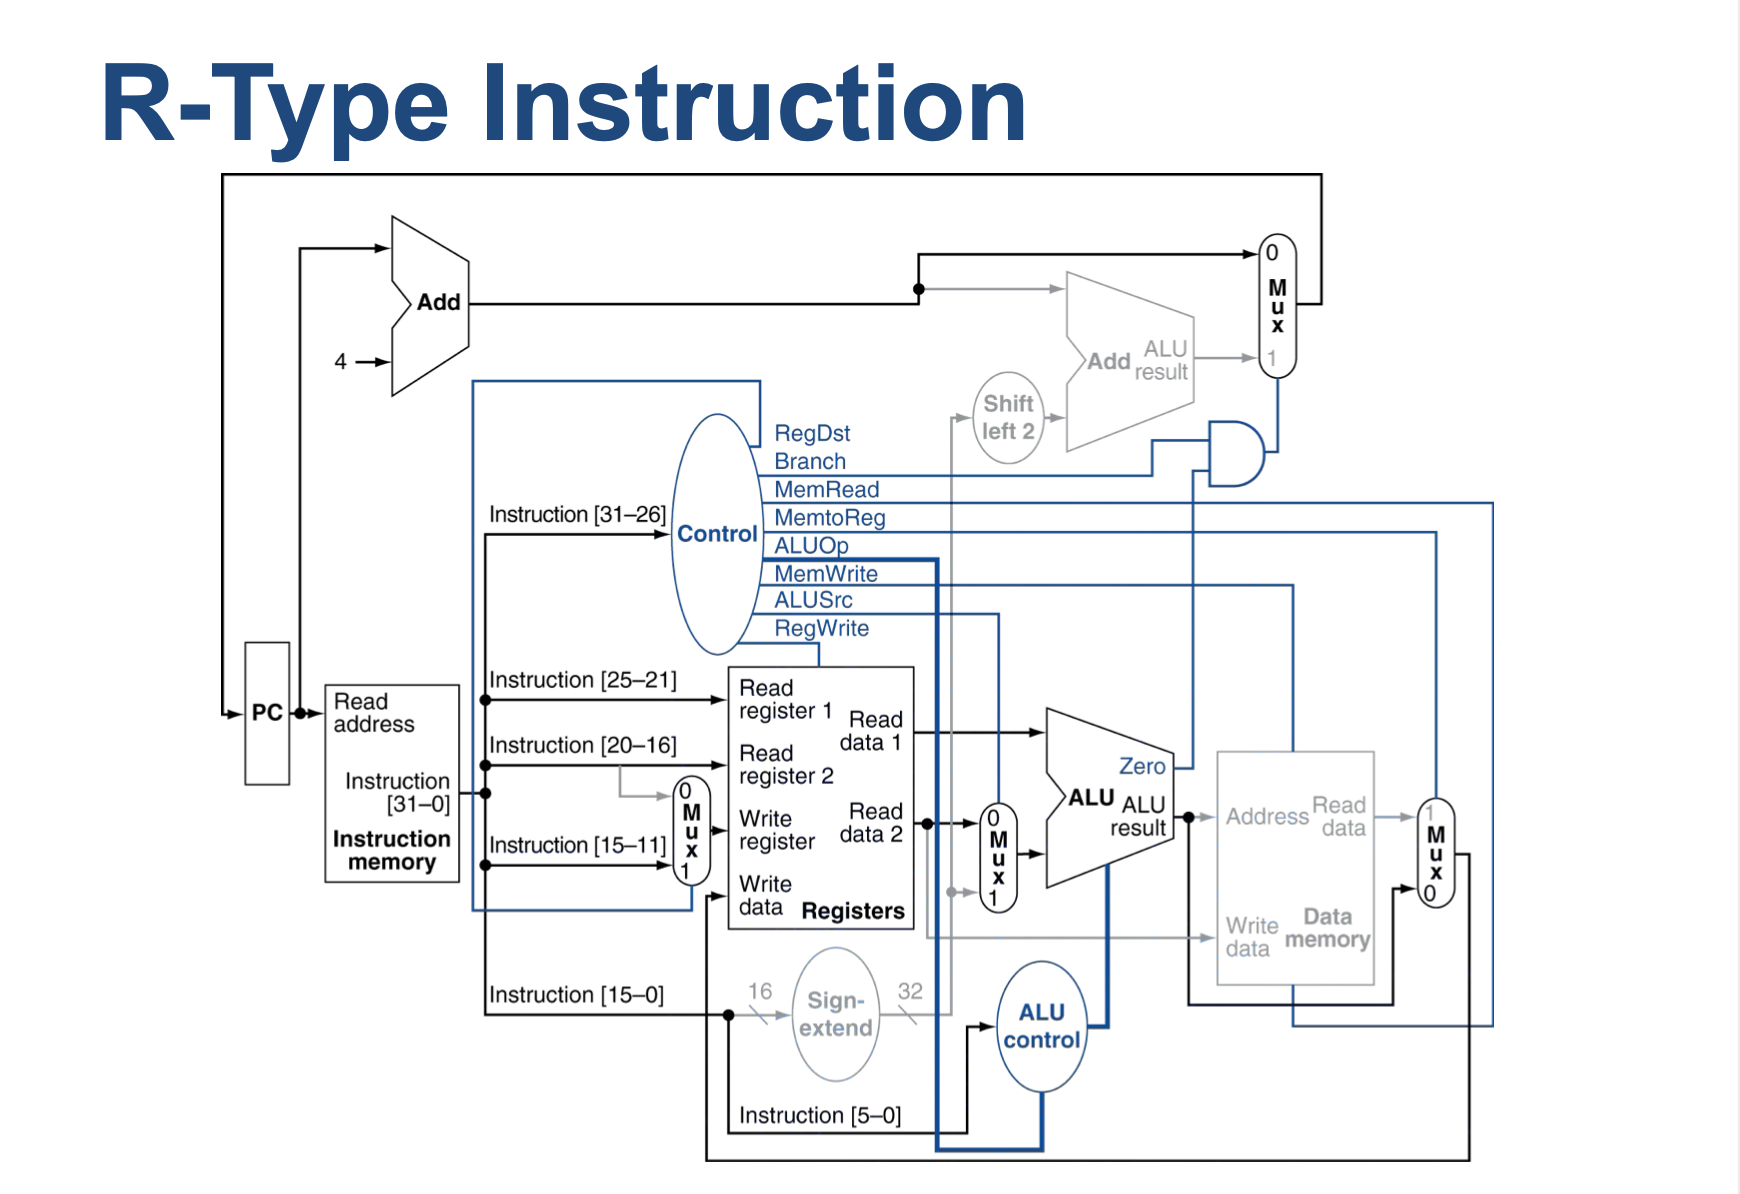 R-Type Instruction
0
M
u
x
1
Add
4
ALU
Add result
Shift
left 2
RegDst
Branch
MemRead
MemtoReg
ALUOp
MemWrite
ALUSrc
RegWrite
Instruction [31–26]
Control
Instruction [25–21]
Instruction [20–16]
Instruction [15–11]
Instruction [15–0]
Instruction [5–0]
PC
Read
address
Instruction
[31–0]
Instruction
memory
0
M
u
x
1
Read
register 1
Read
register 2
Write
register
Write
data
Read
data 1
Read
data 2
Registers
0
M
u
x
1
Zero
ALU
ALU
result
Address
Read
data
Write
data
Data
memory
1
M
u
x
0
16
Sign-
extend
32
ALU
control